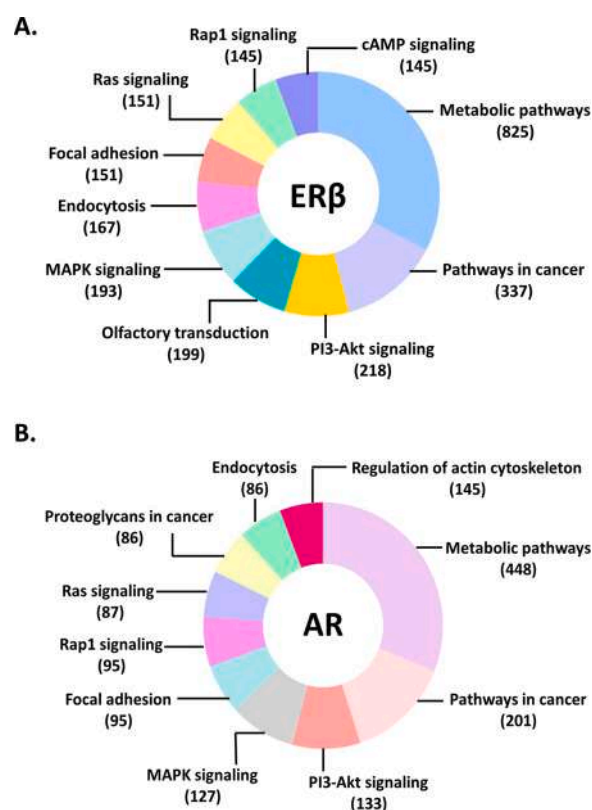 A.
Rap1 signaling
(145)
cAMP signaling
(145)
Ras signaling
(151)
Metabolic pathways
(825)
Focal adhesion
(151)
ERβ
Endocytosis
(167)
MAPK signaling
(193)
Pathways in cancer
(337)
Olfactory transduction
(199)
PI3-Akt signaling
(218)
B.
Endocytosis
(86)
Regulation of actin cytoskeleton
(145)
Proteoglycans in cancer
(86)
Metabolic pathways
(448)
Ras signaling
(87)
AR
Rap1 signaling
(95)
Focal adhesion
(95)
Pathways in cancer
(201)
MAPK signaling
(127)
PI3-Akt signaling
(133)